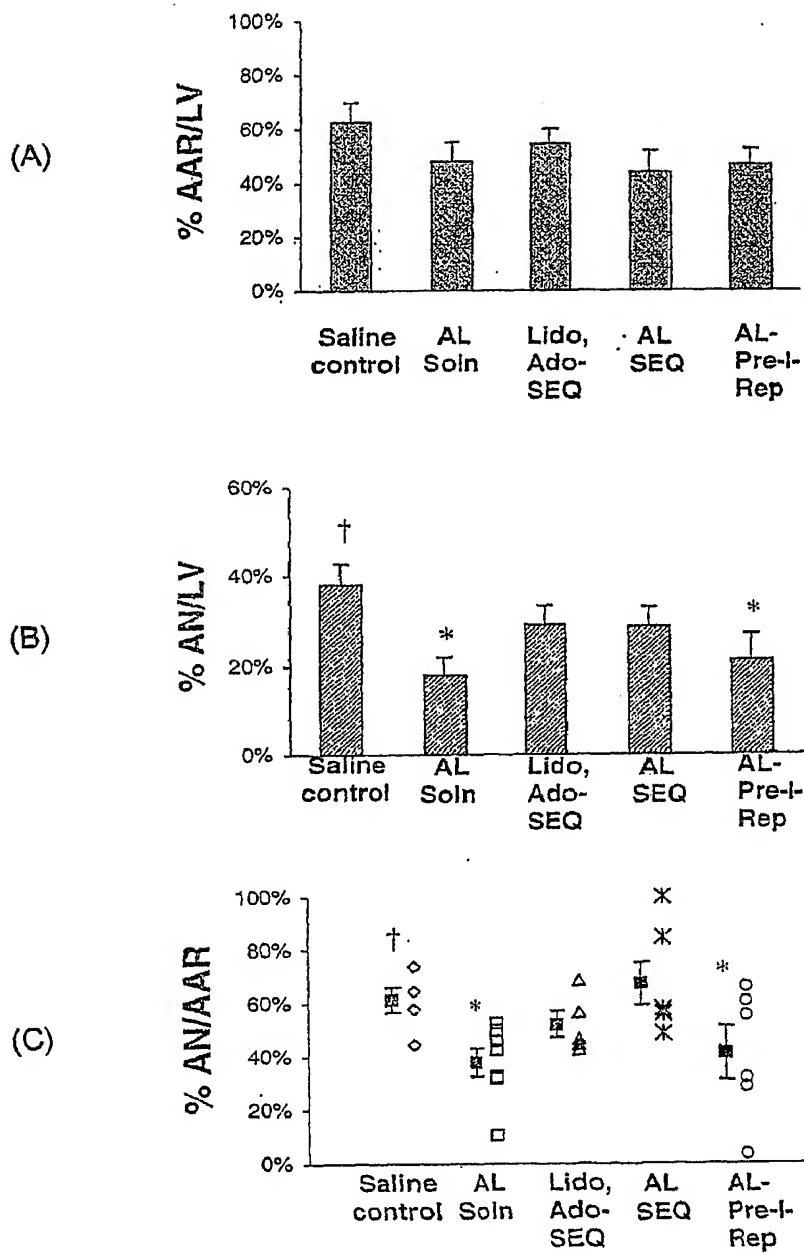 (A)
% AAR/LV
100%
80%
60%
40%
20%
0%
Saline control
AL Soln
Lido, Ado-SEQ
AL SEQ
AL-Pre-I-Rep
(B)
% AN/LV
60%
40%
20%
0%
†
*
*
Saline control
AL Soln
Lido, Ado-SEQ
AL SEQ
AL-Pre-I-Rep
(C)
% AN/AAR
100%
80%
60%
40%
20%
0%
†
*
*
Saline control
AL Soln
Lido, Ado-SEQ
AL SEQ
AL-Pre-I-Rep